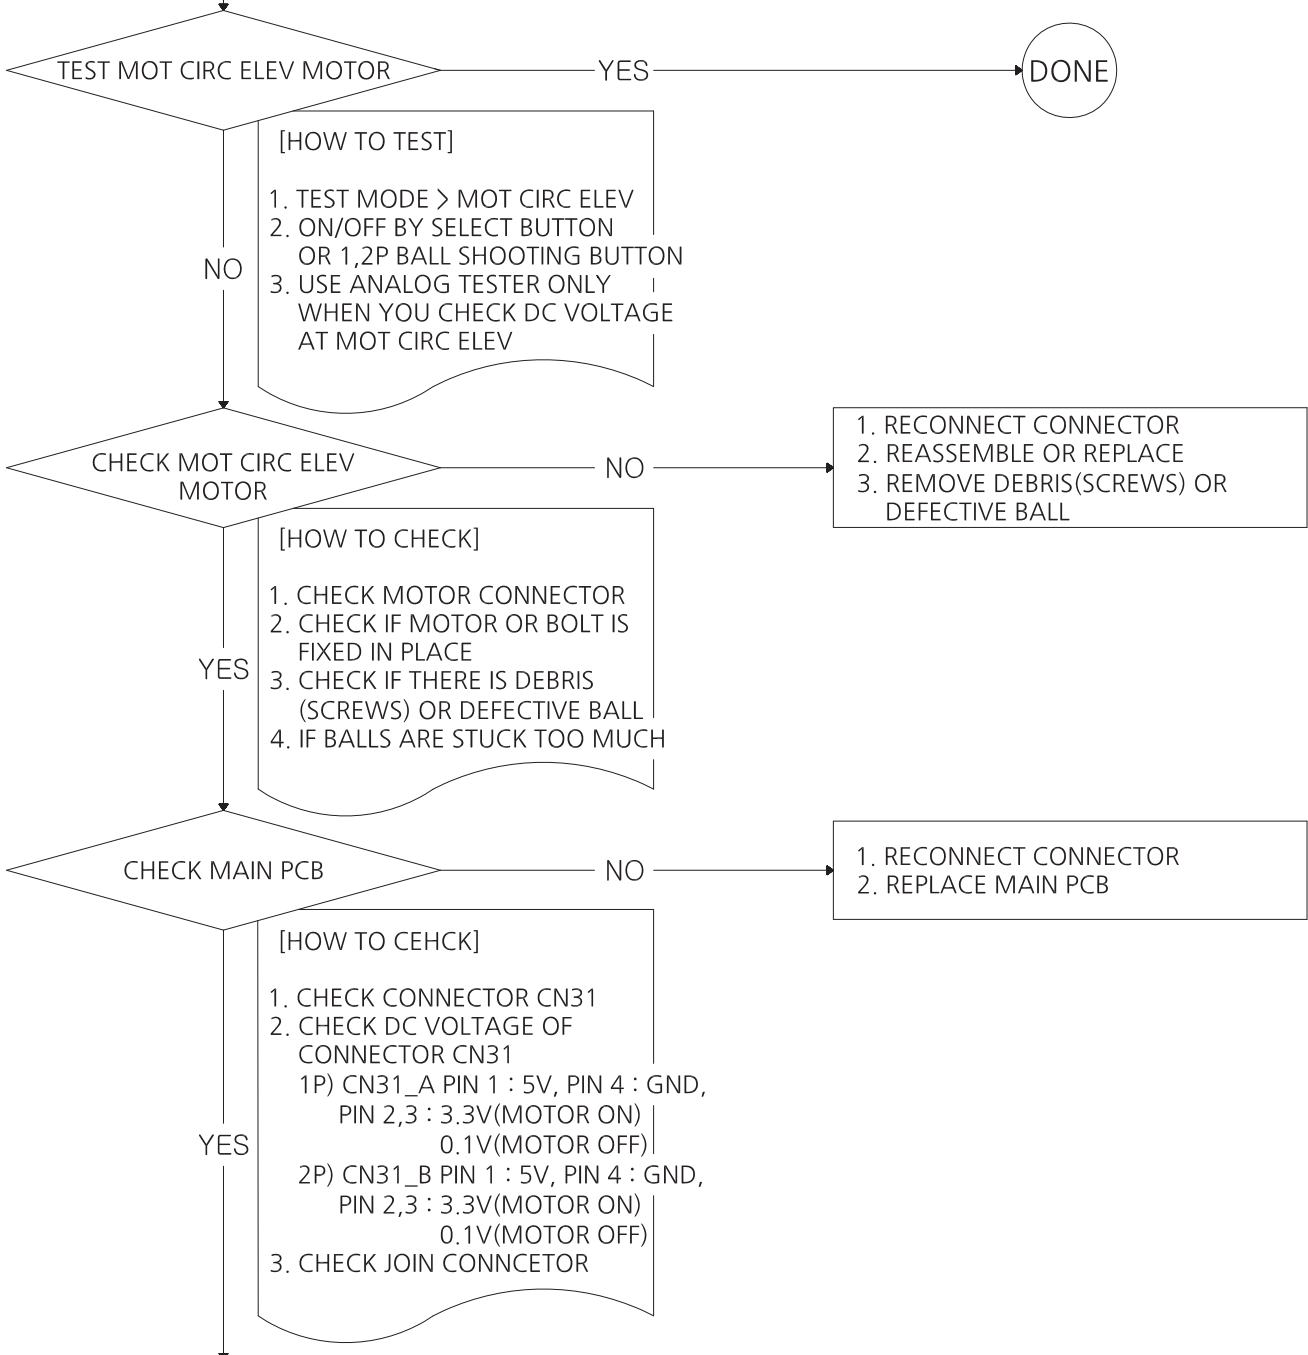 TEST MOT CIRC ELEV MOTOR
YES
DONE
[HOW TO TEST]
1. TEST MODE > MOT CIRC ELEV
2. ON/OFF BY SELECT BUTTON
OR 1,2P BALL SHOOTING BUTTON
3. USE ANALOG TESTER ONLY
WHEN YOU CHECK DC VOLTAGE
AT MOT CIRC ELEV
NO
CHECK MOT CIRC ELEV
MOTOR
NO
1. RECONNECT CONNECTOR
2. REASSEMBLE OR REPLACE
3. REMOVE DEBRIS(SCREWS) OR
DEFECTIVE BALL
[HOW TO CHECK]
1. CHECK MOTOR CONNECTOR
2. CHECK IF MOTOR OR BOLT IS
FIXED IN PLACE
3. CHECK IF THERE IS DEBRIS
(SCREWS) OR DEFECTIVE BALL
4. IF BALLS ARE STUCK TOO MUCH
YES
CHECK MAIN PCB
NO
1. RECONNECT CONNECTOR
2. REPLACE MAIN PCB
[HOW TO CEHCK]
1. CHECK CONNECTOR CN31
2. CHECK DC VOLTAGE OF
CONNECTOR CN31
1P) CN31_A PIN 1 : 5V, PIN 4 : GND,
PIN 2,3 : 3.3V(MOTOR ON)
0.1V(MOTOR OFF)
2P) CN31_B PIN 1 : 5V, PIN 4 : GND,
PIN 2,3 : 3.3V(MOTOR ON)
0.1V(MOTOR OFF)
3. CHECK JOIN CONNCETOR
YES